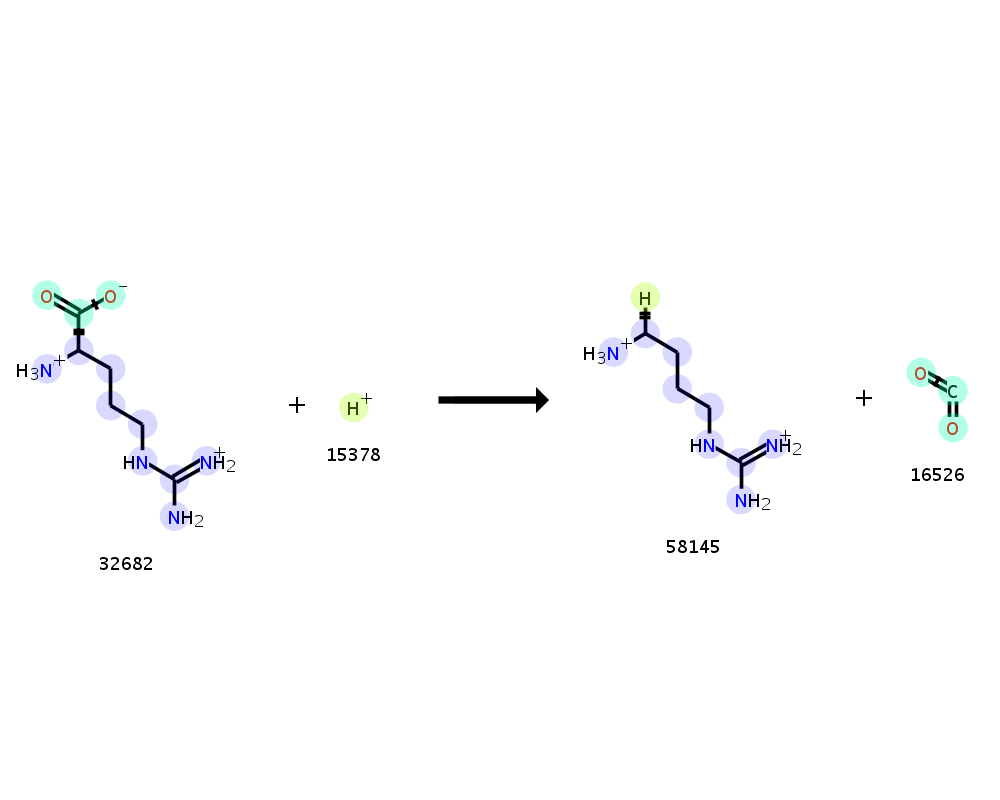 O O⁻
H₃N⁺
HN NH₂⁺
NH₂
32682
+
H⁺
15378
H
H₃N⁺
HN NH₂⁺
NH₂
58145
+
O C
O
16526